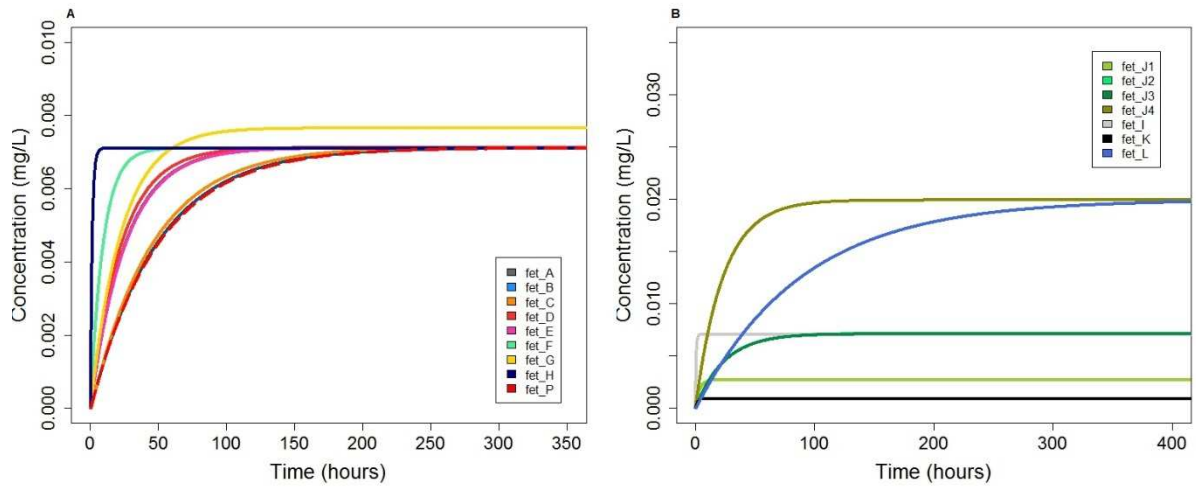 A
Concentration (mg/L)
0.010
0.008
0.006
0.004
0.002
0.000
0 50 100 150 200 250 300 350
Time (hours)
fet_A
fet_B
fet_C
fet_D
fet_E
fet_F
fet_G
fet_H
fet_P
B
Concentration (mg/L)
0.030
0.020
0.010
0.000
0 100 200 300 400
Time (hours)
fet_J1
fet_J2
fet_J3
fet_J4
fet_I
fet_K
fet_L